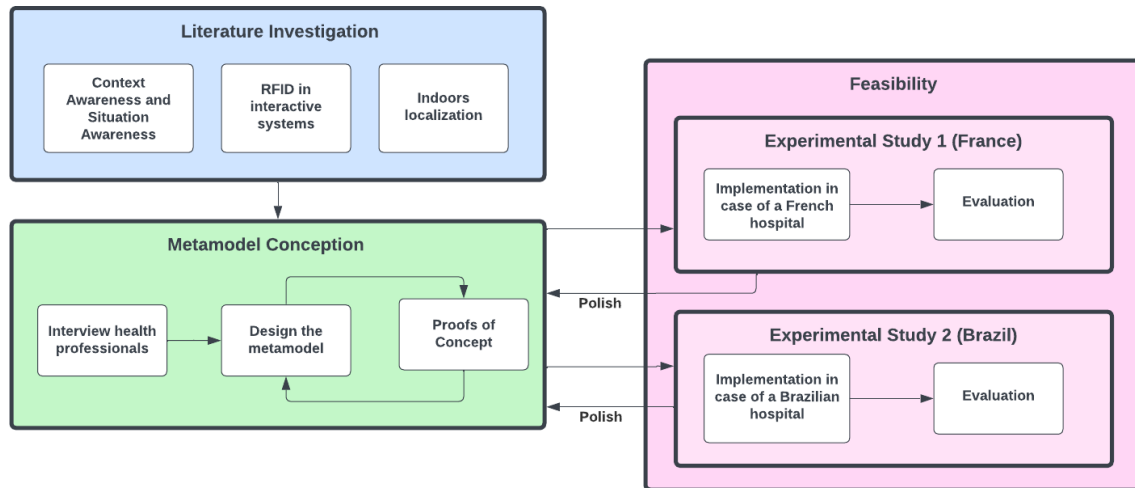 Literature Investigation
Context
Awareness and
Situation
Awareness
RFID in
interactive
systems
Indoors
localization
Metamodel Conception
Interview health
professionals
Design the
metamodel
Proofs of
Concept
Polish
Polish
Feasibility
Experimental Study 1 (France)
Implementation in
case of a French
hospital
Evaluation
Experimental Study 2 (Brazil)
Implementation in
case of a Brazilian
hospital
Evaluation